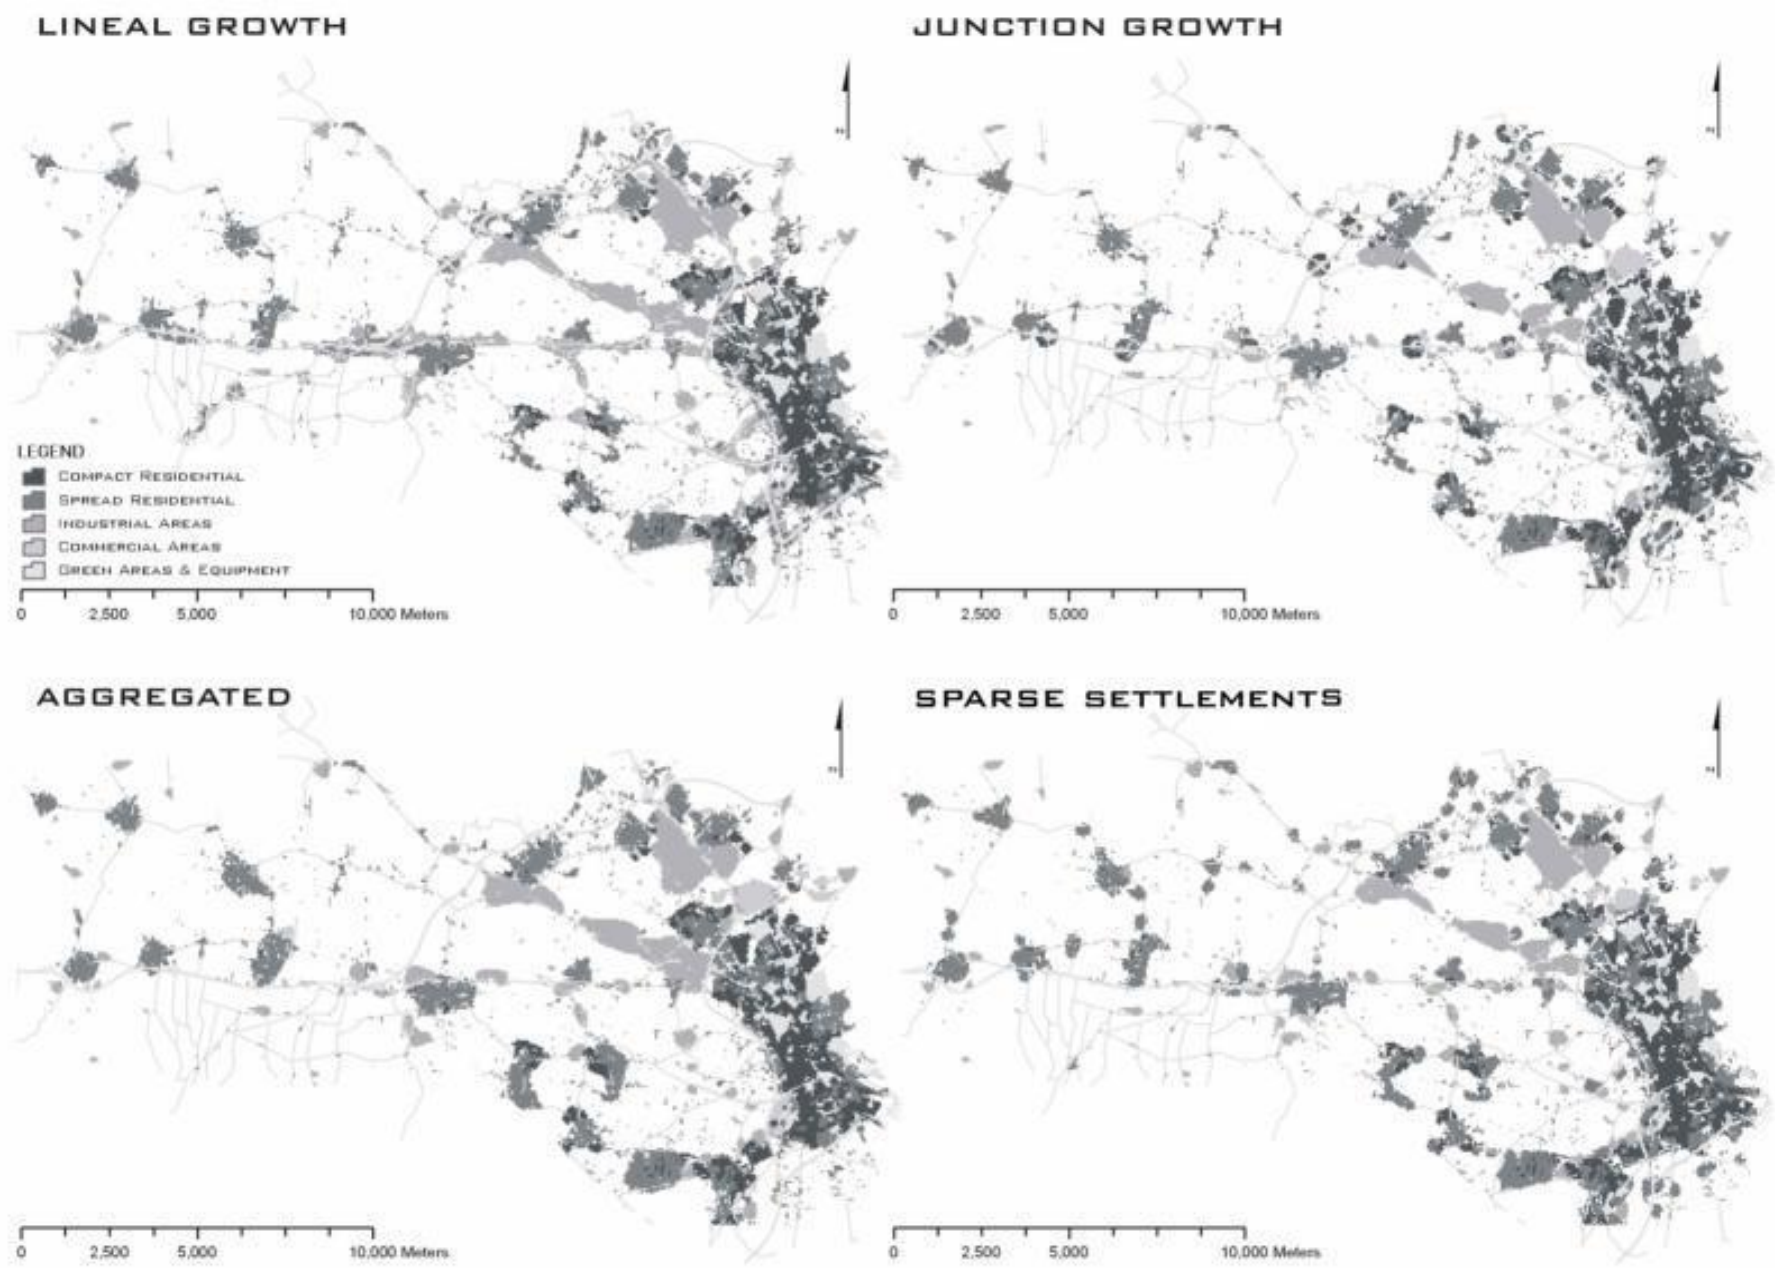 LINEAL GROWTH
JUNCTION GROWTH
N
N
LEGEND
COMPACT RESIDENTIAL
SPREAD RESIDENTIAL
INDUSTRIAL AREAS
COMMERCIAL AREAS
GREEN AREAS & EQUIPMENT
0 2,500 5,000 10,000 Meters
0 2,500 5,000 10,000 Meters
AGGREGATED
SPARSE SETTLEMENTS
N
N
0 2,500 5,000 10,000 Meters
0 2,500 5,000 10,000 Meters